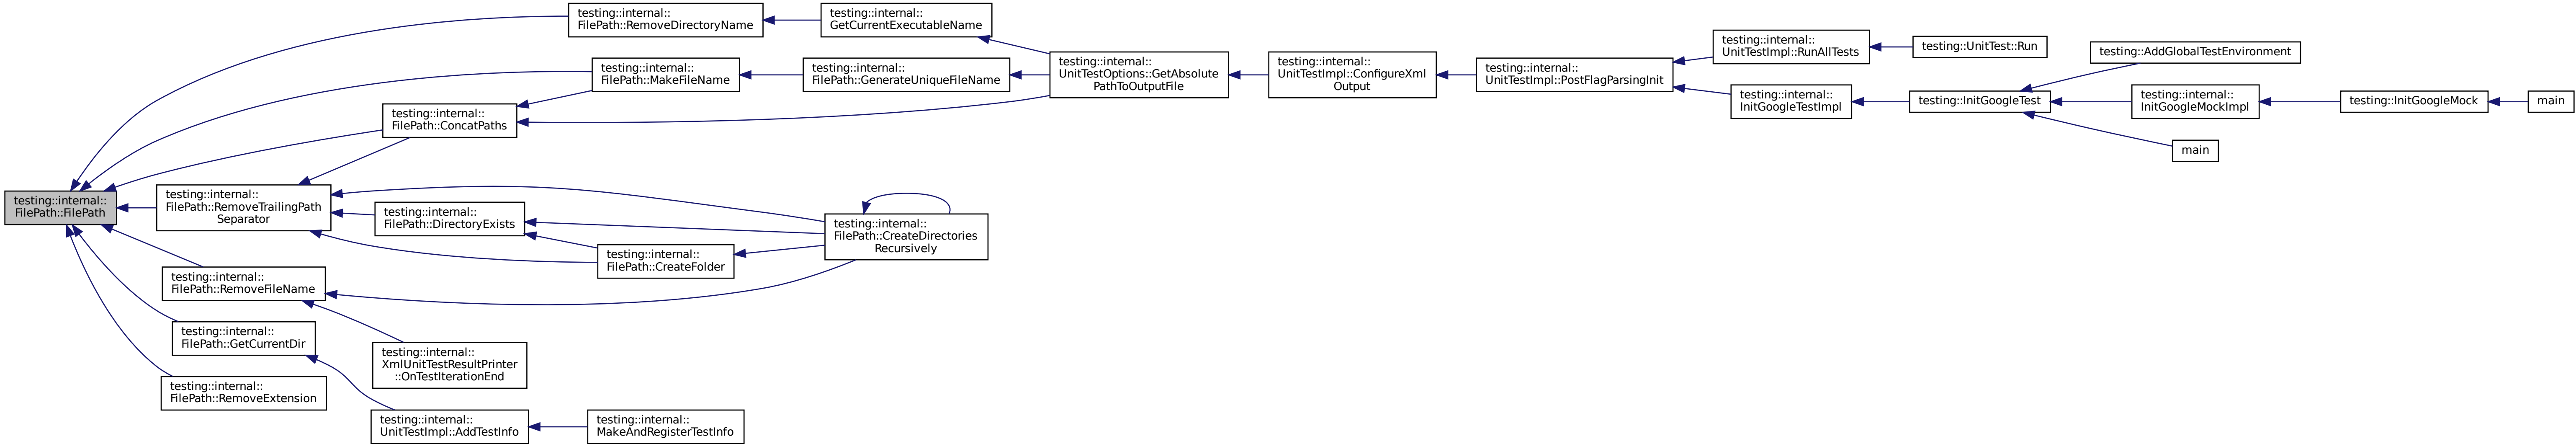 testing::internal::
FilePath::RemoveDirectoryName
testing::internal::
GetCurrentExecutableName
testing::internal::
UnitTestImpl::RunAllTests
testing::UnitTest::Run
testing::AddGlobalTestEnvironment
testing::internal::
FilePath::MakeFileName
testing::internal::
FilePath::GenerateUniqueFileName
testing::internal::
UnitTestOptions::GetAbsolute
PathToOutputFile
testing::internal::
UnitTestImpl::ConfigureXml
Output
testing::internal::
UnitTestImpl::PostFlagParsingInit
testing::internal::
InitGoogleTestImpl
testing::InitGoogleTest
testing::internal::
InitGoogleMockImpl
testing::InitGoogleMock
main
testing::internal::
FilePath::ConcatPaths
main
testing::internal::
FilePath::FilePath
testing::internal::
FilePath::RemoveTrailingPath
Separator
testing::internal::
FilePath::DirectoryExists
testing::internal::
FilePath::CreateDirectories
Recursively
testing::internal::
FilePath::CreateFolder
testing::internal::
FilePath::RemoveFileName
testing::internal::
FilePath::GetCurrentDir
testing::internal::
XmlUnitTestResultPrinter
::OnTestIterationEnd
testing::internal::
FilePath::RemoveExtension
testing::internal::
UnitTestImpl::AddTestInfo
testing::internal::
MakeAndRegisterTestInfo